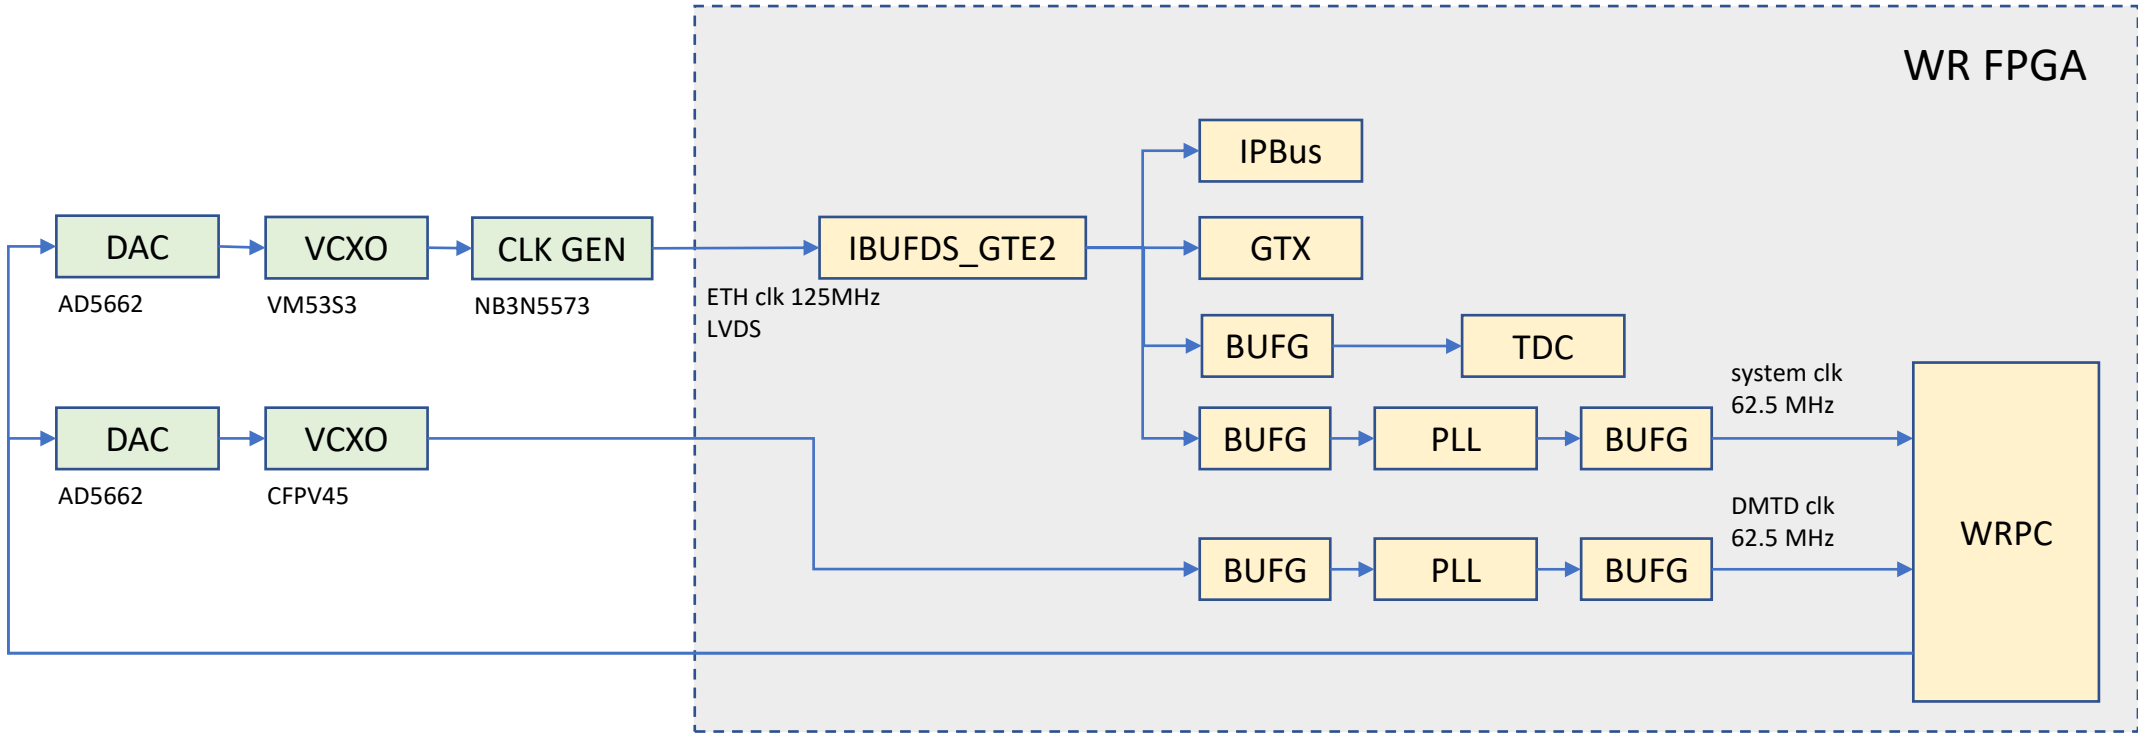 WR FPGA
IPBus
DAC
VCXO
CLK GEN
IBUFDS_GTE2
GTX
AD5662
VM53S3
NB3N5573
ETH clk 125MHz
LVDS
BUFG
TDC
system clk
62.5 MHz
DAC
VCXO
BUFG
PLL
BUFG
AD5662
CFPV45
DMTD clk
62.5 MHz
WRPC
BUFG
PLL
BUFG